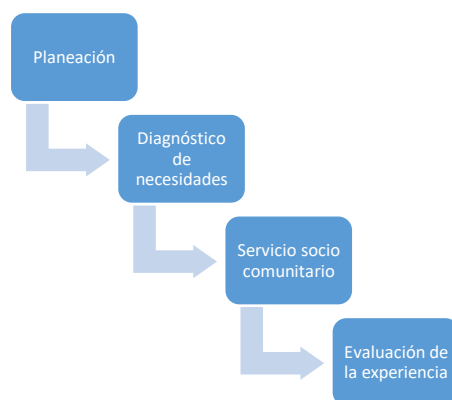 Planeación
Diagnóstico
de
necesidades
Servicio socio
comunitario
Evaluación de
la experiencia